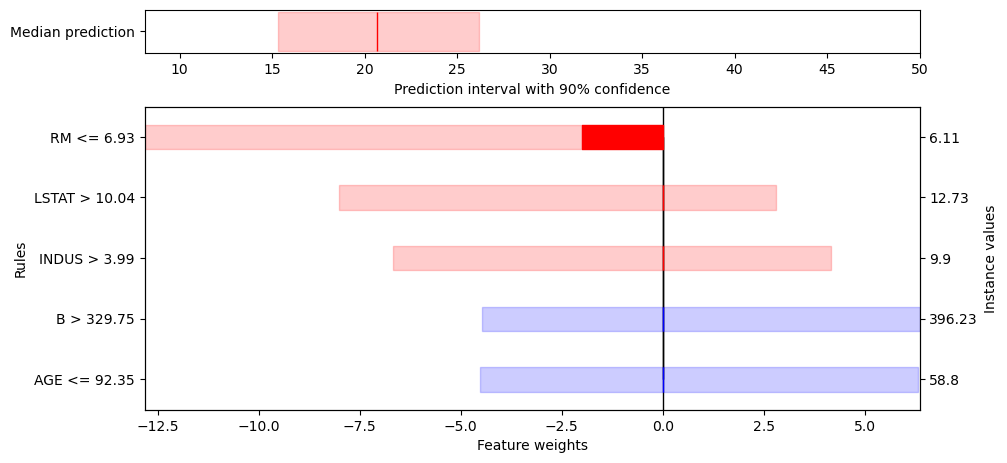 Median prediction
10 15 20 25 30 35 40 45 50
Prediction interval with 90% confidence
RM <= 6.93 6.11
LSTAT > 10.04 12.73
INDUS > 3.99 9.9
B > 329.75 396.23
AGE <= 92.35 58.8
Rules
Instance values
−12.5 −10.0 −7.5 −5.0 −2.5 0.0 2.5 5.0
Feature weights